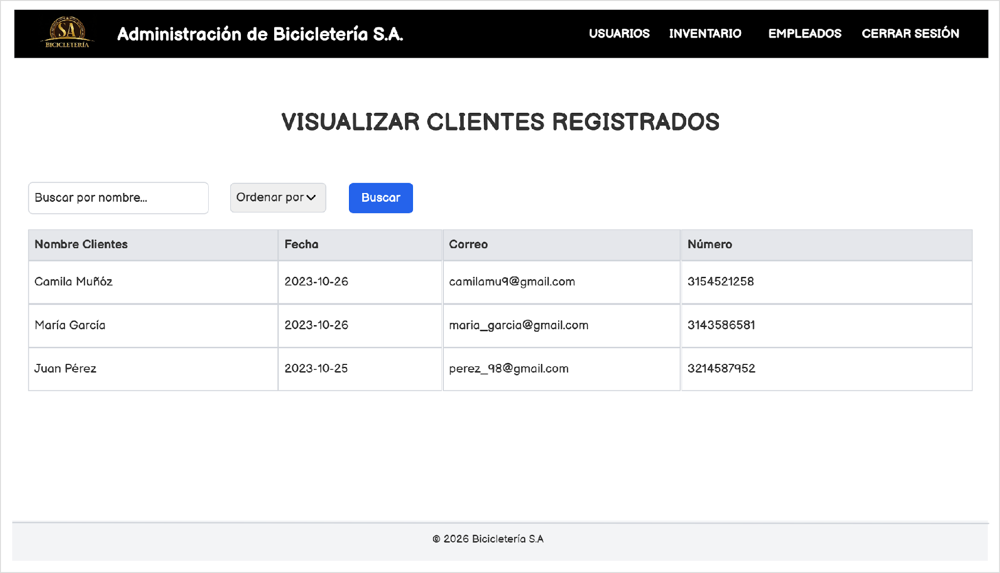 SA
BICICLETERÍA
Administración de Bicicletería S.A.
USUARIOS INVENTARIO EMPLEADOS CERRAR SESIÓN
VISUALIZAR CLIENTES REGISTRADOS
Buscar por nombre... Ordenar por Buscar
Nombre Clientes Fecha Correo Número
Camila Muñóz 2023-10-26 camilamu9@gmail.com 3154521258
María García 2023-10-26 maria_garcia@gmail.com 3143586581
Juan Pérez 2023-10-25 perez_98@gmail.com 3214587952
© 2026 Bicicletería S.A